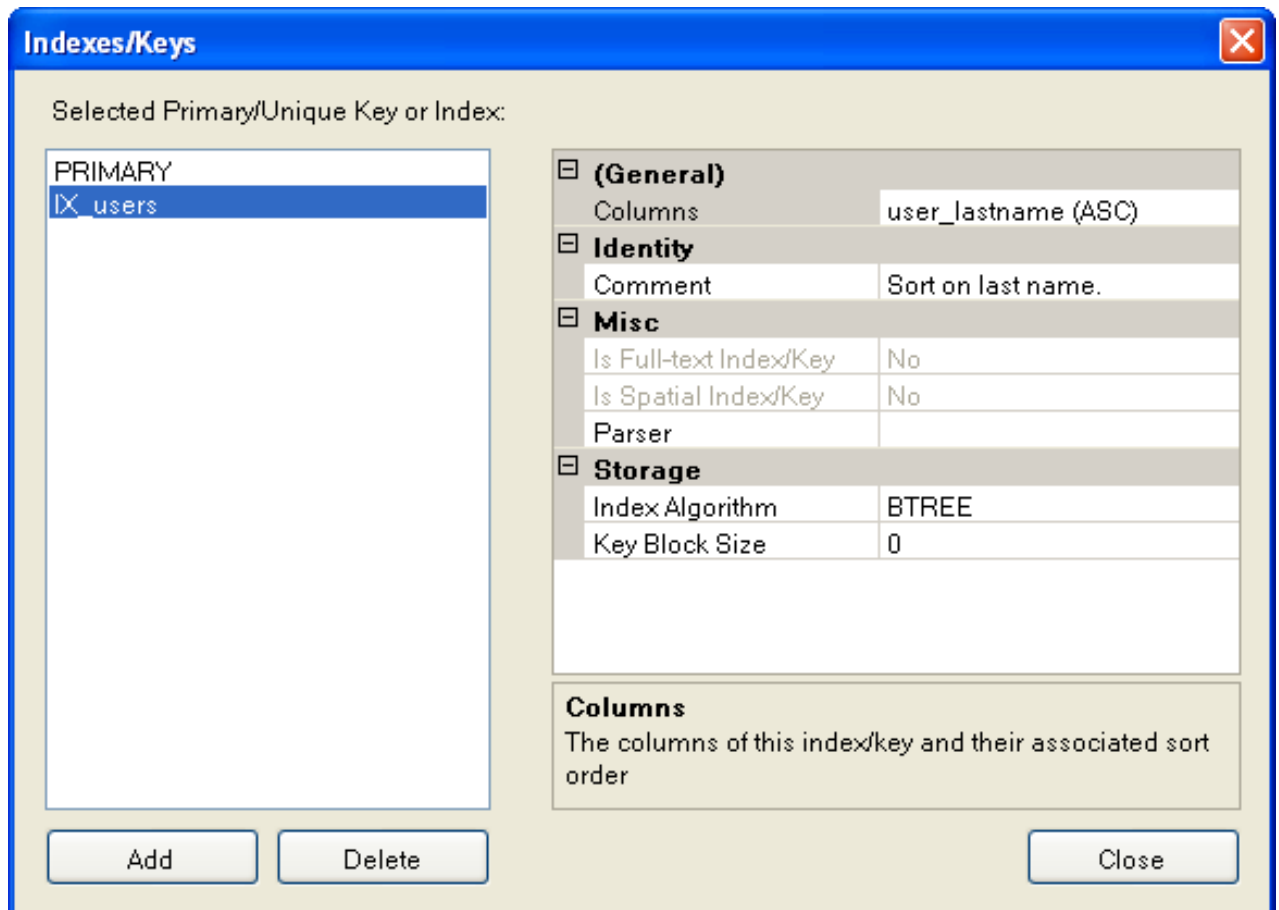 Indexes/Keys
Selected Primary/Unique Key or Index:
PRIMARY
IX_users
(General)
Columns user_lastname (ASC)
Identity
Comment Sort on last name.
Misc
Is Full-text Index/Key No
Is Spatial Index/Key No
Parser
Storage
Index Algorithm BTREE
Key Block Size 0
Columns
The columns of this index/key and their associated sort
order
Add Delete Close